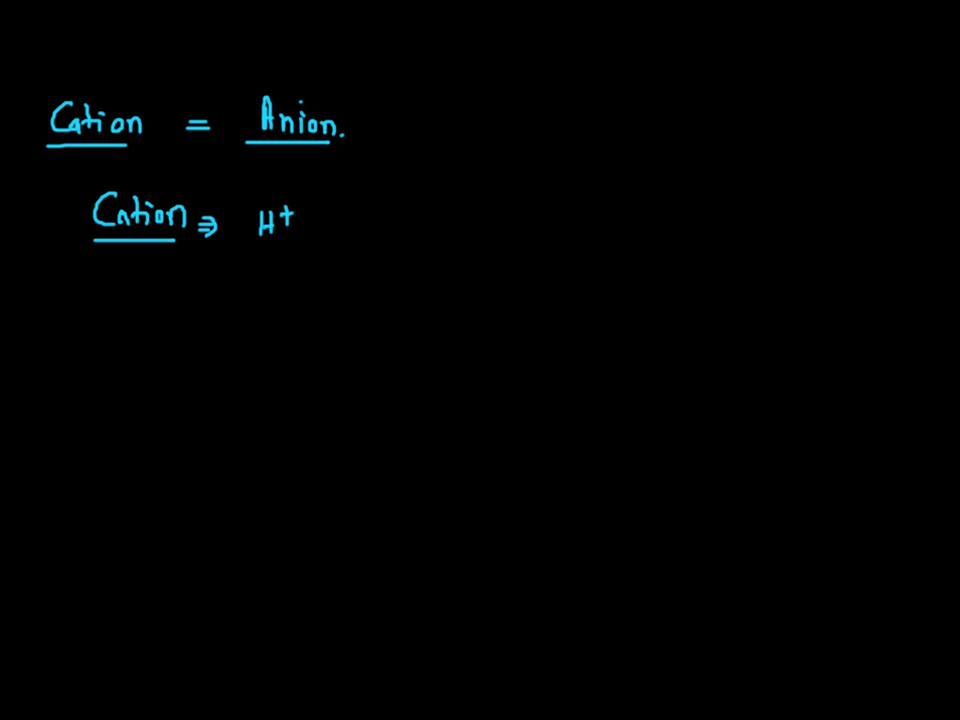 Cation = Anion.
Cation ⇒ H⁺